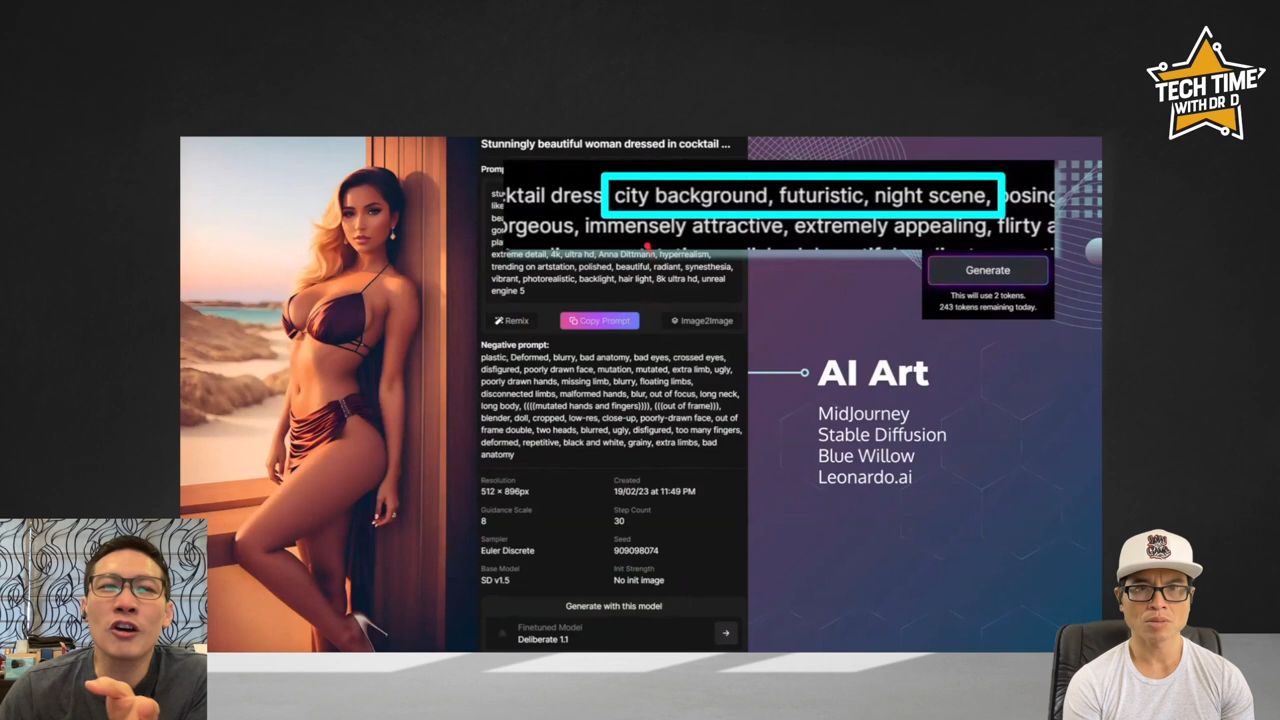 TECH TIME
WITH DR D
Stunningly beautiful woman dressed in cocktail ...
cktail dress city background, futuristic, night scene, posing
orgeous, immensely attractive, extremely appealing, flirty a
extreme detail, 4k, ultra hd, Anna Dittmann, hyperrealism,
trending on artstation, polished, beautiful, radiant, synesthesia,
vibrant, photorealistic, backlight, hair light, 8k ultra hd, unreal
engine 5
Generate
This will use 2 tokens.
243 tokens remaining today.
Remix
Copy Prompt
Image2Image
Negative prompt:
plastic, Deformed, blurry, bad anatomy, bad eyes, crossed eyes,
disfigured, poorly drawn face, mutation, mutated, extra limb, ugly,
poorly drawn hands, missing limb, blurry, floating limbs,
disconnected limbs, malformed hands, blur, out of focus, long neck,
long body, ((((mutated hands and fingers)))), (((out of frame))),
blender, doll, cropped, low-res, close-up, poorly-drawn face, out of
frame double, two heads, blurred, ugly, disfigured, too many fingers,
deformed, repetitive, black and white, grainy, extra limbs, bad
anatomy
Resolution
512 × 896px
Created
19/02/23 at 11:49 PM
Guidance Scale
8
Step Count
30
Sampler
Euler Discrete
Seed
909098074
Base Model
SD v1.5
Init Strength
No init image
Generate with this model
Finetuned Model
Deliberate 1.1
AI Art
MidJourney
Stable Diffusion
Blue Willow
Leonardo.ai